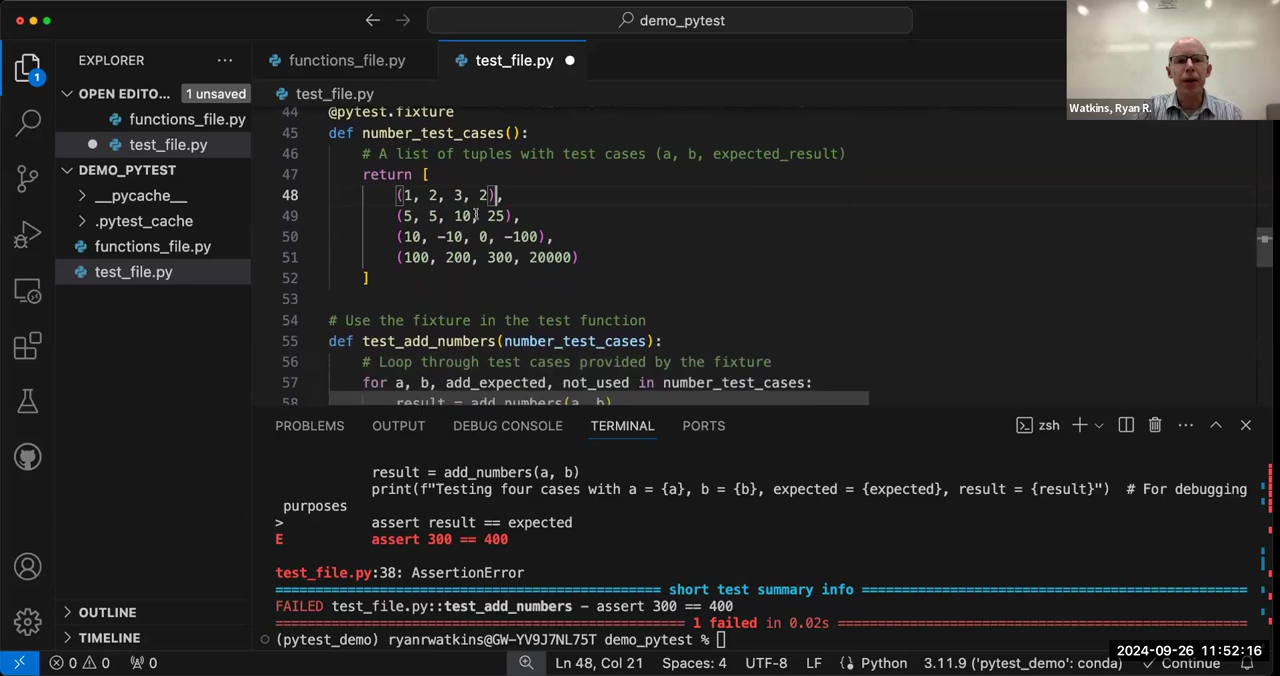 demo_pytest
EXPLORER
functions_file.py
test_file.py
Watkins, Ryan R.
OPEN EDITO...
1 unsaved
functions_file.py
test_file.py
DEMO_PYTEST
__pycache__
.pytest_cache
functions_file.py
test_file.py
OUTLINE
TIMELINE
1
test_file.py
44 @pytest.fixture
45 def number_test_cases():
46 # A list of tuples with test cases (a, b, expected_result)
47 return [
48 (1, 2, 3, 2),
49 (5, 5, 10, 25),
50 (10, -10, 0, -100),
51 (100, 200, 300, 20000)
52 ]
53
54 # Use the fixture in the test function
55 def test_add_numbers(number_test_cases):
56 # Loop through test cases provided by the fixture
57 for a, b, add_expected, not_used in number_test_cases:
58 result = add_numbers(a, b)
PROBLEMS OUTPUT DEBUG CONSOLE TERMINAL PORTS
zsh
result = add_numbers(a, b)
print(f"Testing four cases with a = {a}, b = {b}, expected = {expected}, result = {result}") # For debugging
purposes
> assert result == expected
E assert 300 == 400
test_file.py:38: AssertionError
short test summary info
FAILED test_file.py::test_add_numbers - assert 300 == 400
1 failed in 0.02s
(pytest_demo) ryanrwatkins@GW-YV9J7NL75T demo_pytest %
2024-09-26 11:52:16
0 0 0 Ln 48, Col 21 Spaces: 4 UTF-8 LF Python 3.11.9 ('pytest_demo': conda) Continue